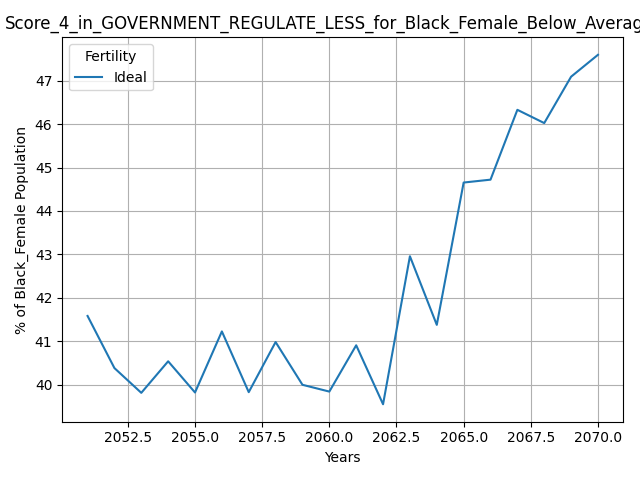 Score_4_in_GOVERNMENT_REGULATE_LESS_for_Black_Female_Below_Averag
Fertility
Ideal
47
46
45
44
43
42
41
40
% of Black_Female Population
2052.5 2055.0 2057.5 2060.0 2062.5 2065.0 2067.5 2070.0
Years